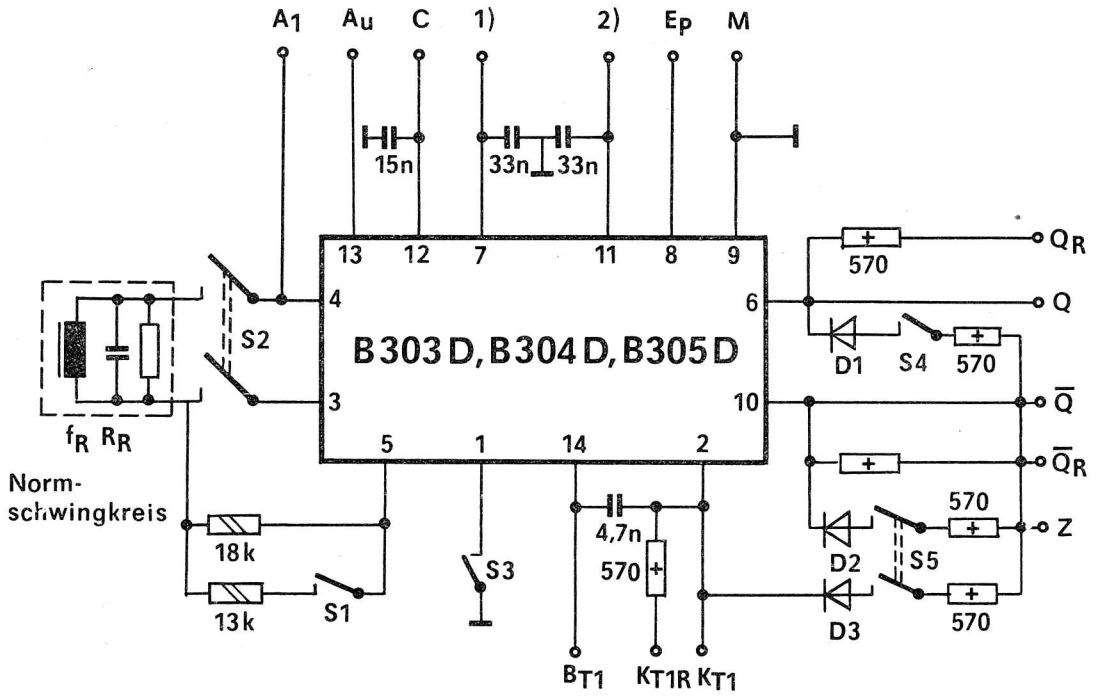 A1 Au C 1) 2) Ep M
15n 33n 33n
13 12 7 11 8 9
QR
570
4 6 Q
S2 D1 S4 570
B303D, B304D, B305D
3 10 Q̅
fR RR
5 1 14 2
Q̅R
Norm-
schwingkreis
18k
4,7n
570
S3
570
D2 S5 Z
13k S1
D3 570
BT1 KT1R KT1